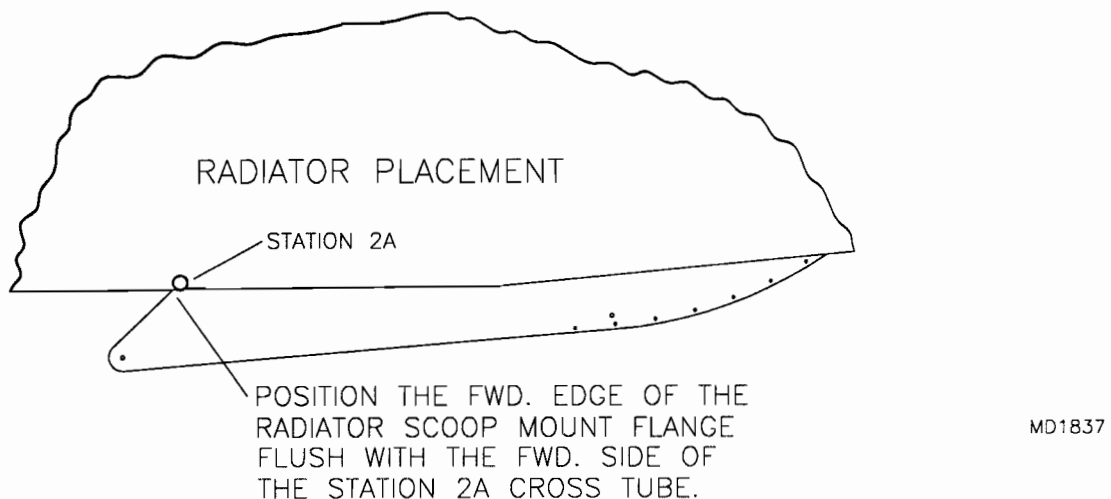 RADIATOR PLACEMENT
STATION 2A
POSITION THE FWD. EDGE OF THE
RADIATOR SCOOP MOUNT FLANGE
FLUSH WITH THE FWD. SIDE OF
THE STATION 2A CROSS TUBE.
MD1837